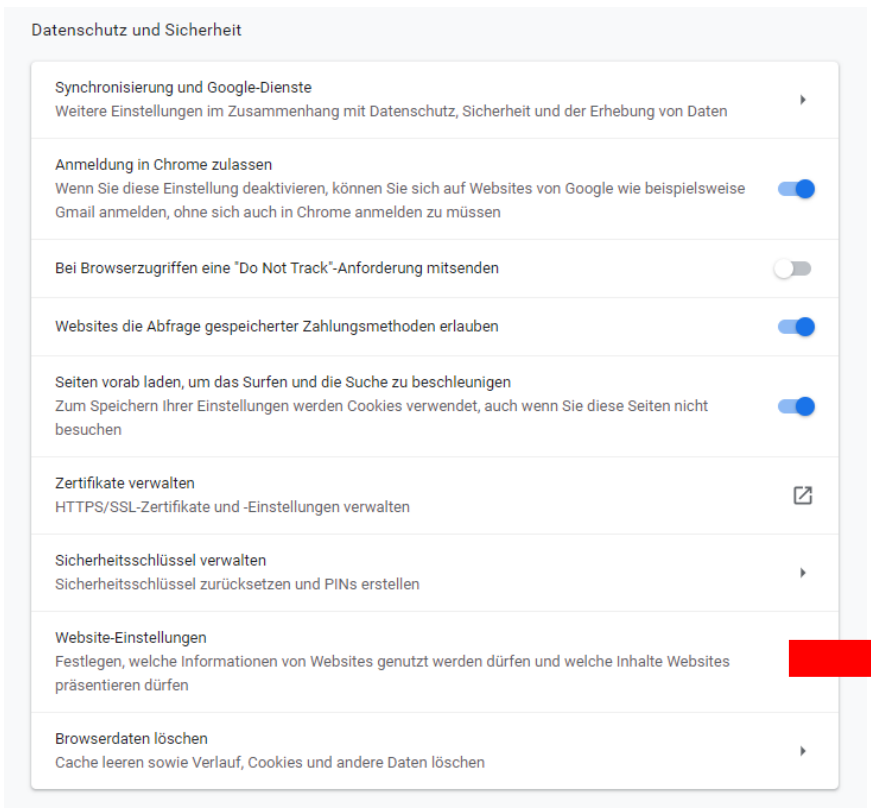 Datenschutz und Sicherheit
Synchronisierung und Google-Dienste
Weitere Einstellungen im Zusammenhang mit Datenschutz, Sicherheit und der Erhebung von Daten
Anmeldung in Chrome zulassen
Wenn Sie diese Einstellung deaktivieren, können Sie sich auf Websites von Google wie beispielsweise
Gmail anmelden, ohne sich auch in Chrome anmelden zu müssen
Bei Browserzugriffen eine "Do Not Track"-Anforderung mitsenden
Websites die Abfrage gespeicherter Zahlungsmethoden erlauben
Seiten vorab laden, um das Surfen und die Suche zu beschleunigen
Zum Speichern Ihrer Einstellungen werden Cookies verwendet, auch wenn Sie diese Seiten nicht
besuchen
Zertifikate verwalten
HTTPS/SSL-Zertifikate und -Einstellungen verwalten
Sicherheitsschlüssel verwalten
Sicherheitsschlüssel zurücksetzen und PINs erstellen
Website-Einstellungen
Festlegen, welche Informationen von Websites genutzt werden dürfen und welche Inhalte Websites
präsentieren dürfen
Browserdaten löschen
Cache leeren sowie Verlauf, Cookies und andere Daten löschen